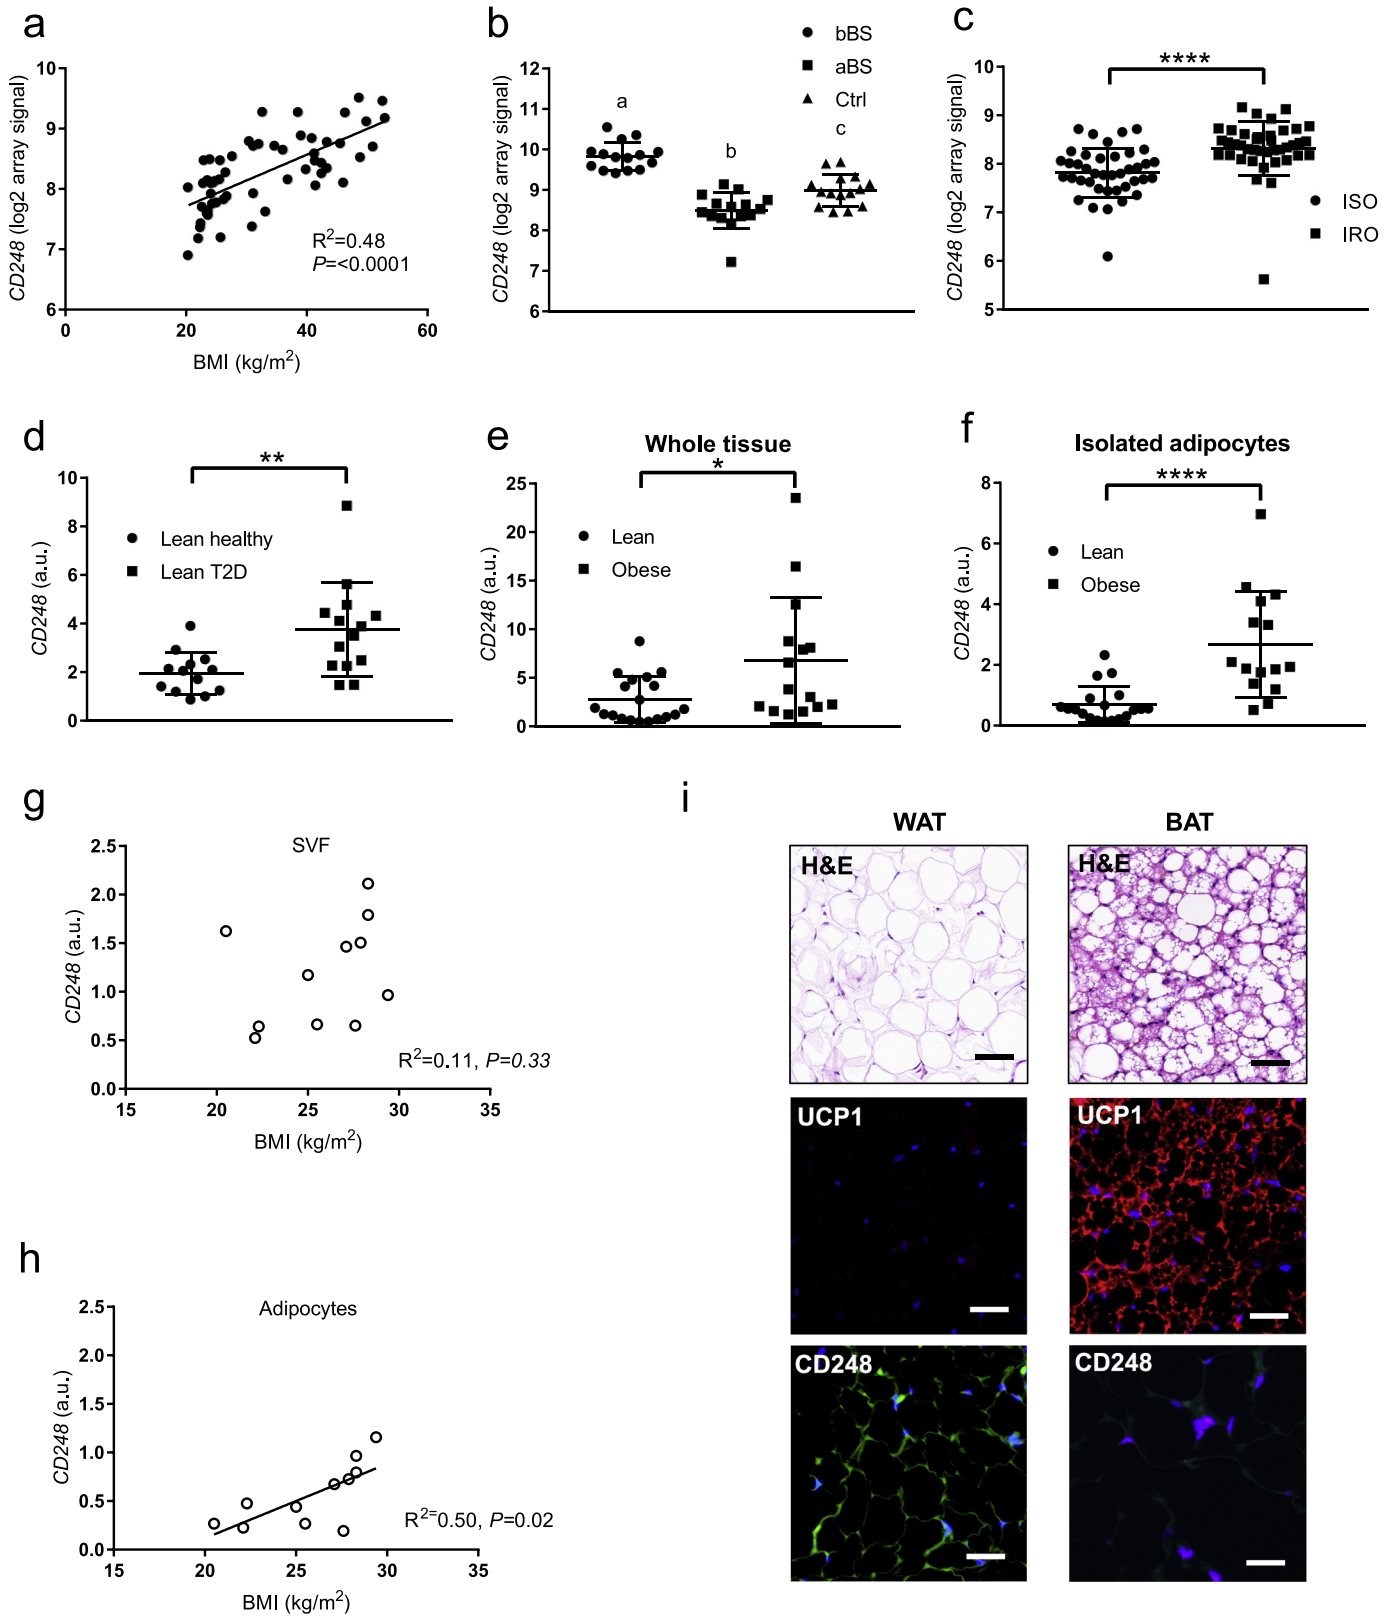 a
CD248 (log2 array signal)
10
9
8
7
6
0
20
40
60
R2=0.48
P=<0.0001
BMI (kg/m2)
b
bBS
aBS
Ctrl
CD248 (log2 array signal)
12
11
10
9
8
7
6
a
b
c
c
****
CD248 (log2 array signal)
10
9
8
7
6
5
ISO
IRO
d
**
CD248 (a.u.)
10
8
6
4
2
0
Lean healthy
Lean T2D
e
Whole tissue
*
CD248 (a.u.)
25
20
15
10
5
0
Lean
Obese
f
Isolated adipocytes
****
CD248 (a.u.)
8
6
4
2
0
Lean
Obese
g
SVF
CD248 (a.u.)
2.5
2.0
1.5
1.0
0.5
0.0
15
20
25
30
35
R2=0.11, P=0.33
BMI (kg/m2)
h
Adipocytes
CD248 (a.u.)
2.5
2.0
1.5
1.0
0.5
0.0
15
20
25
30
35
R2=0.50, P=0.02
BMI (kg/m2)
i
WAT
BAT
H&E
H&E
UCP1
UCP1
CD248
CD248